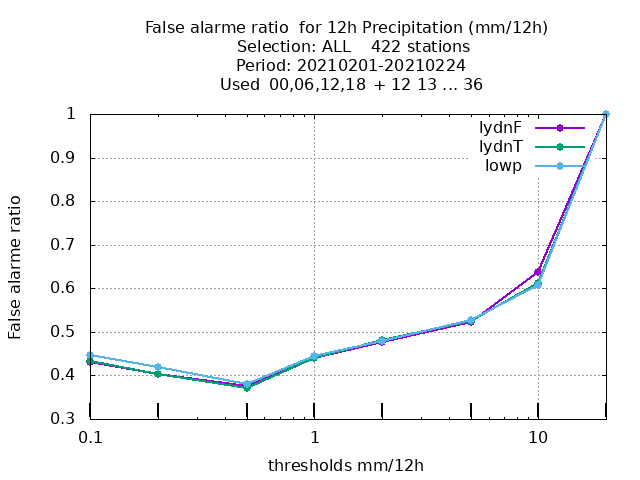 False alarme ratio  for 12h Precipitation (mm/12h)
Selection: ALL    422 stations
Period: 20210201-20210224
Used  00,06,12,18  + 12 13 ... 36
lydnF
lydnT
lowp
False alarme ratio
1
0.9
0.8
0.7
0.6
0.5
0.4
0.3
0.1
1
10
thresholds mm/12h